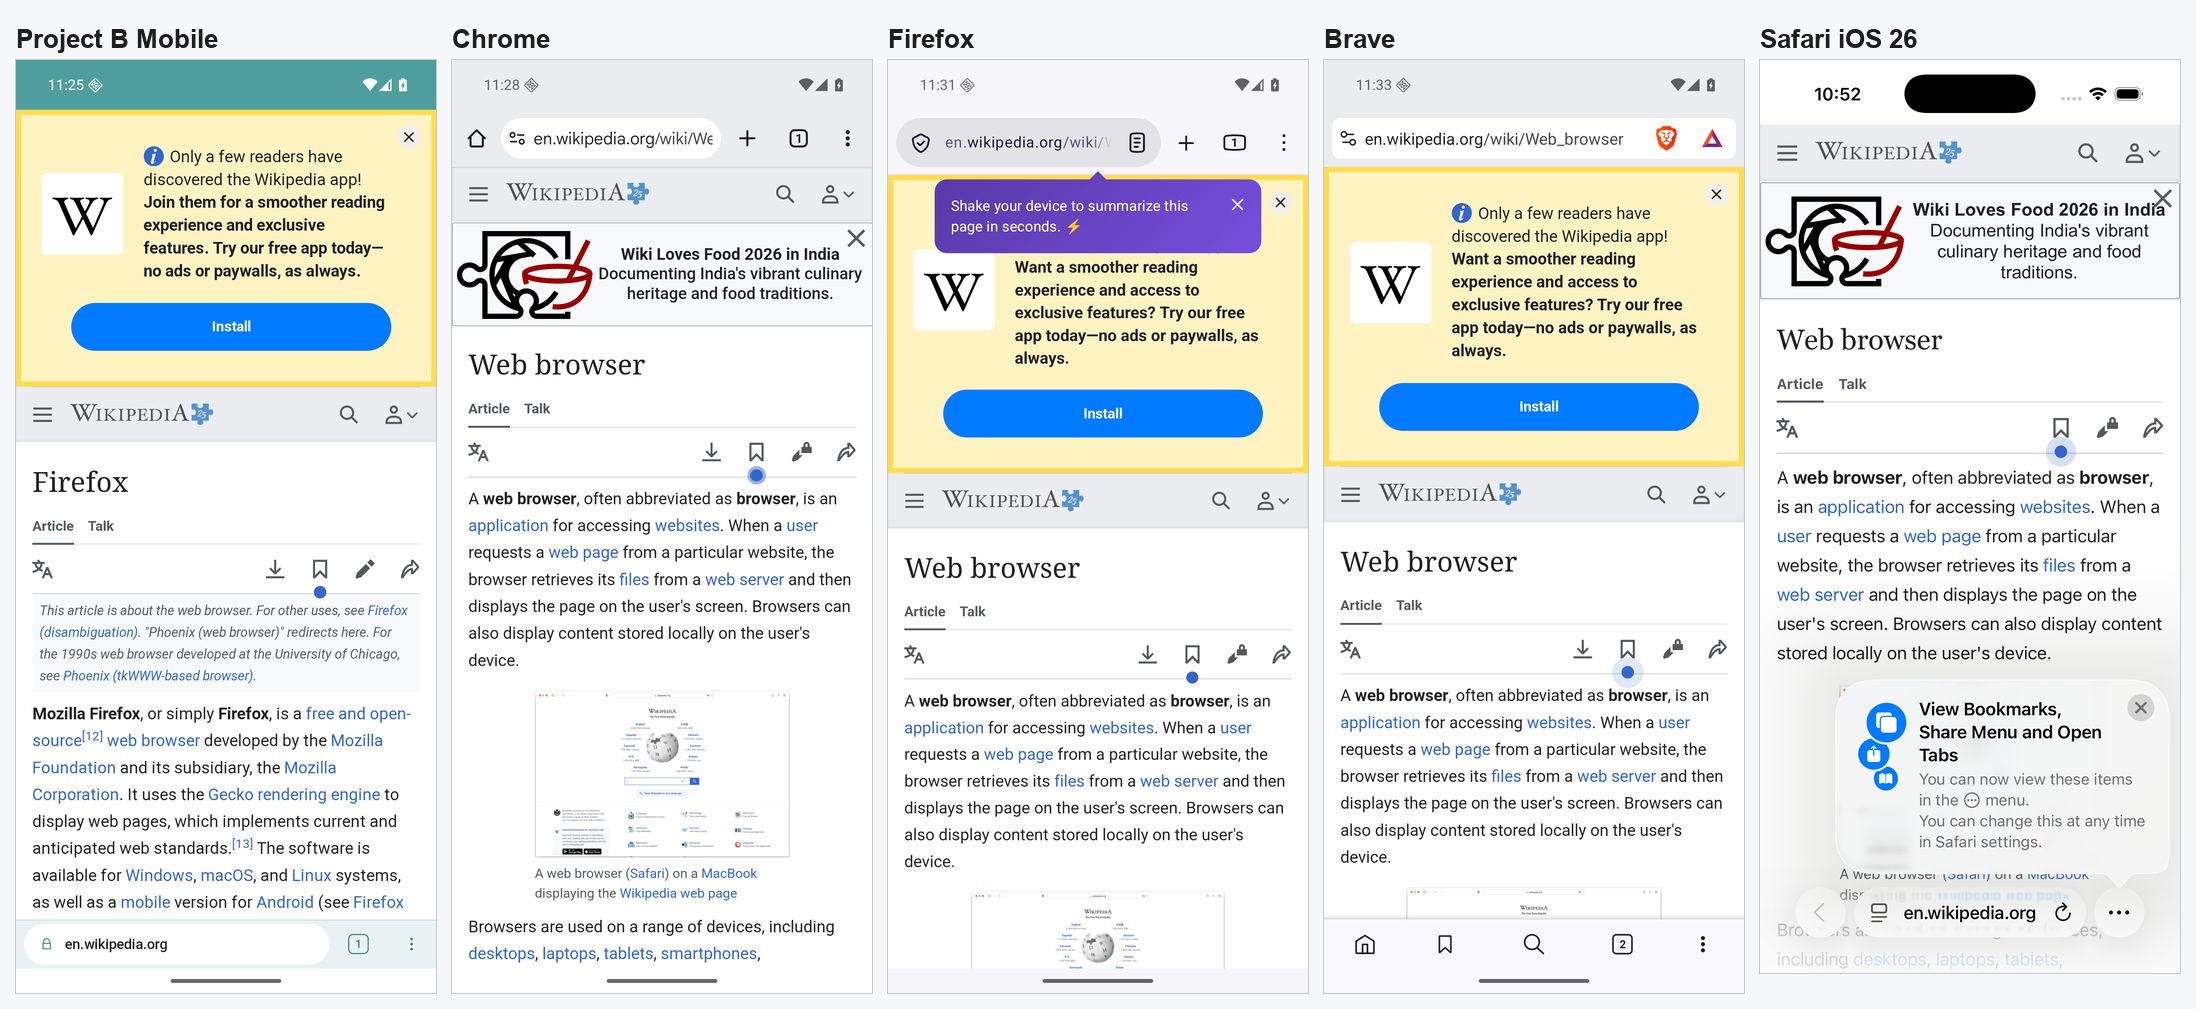 Project B Mobile
11:25
Only a few readers have
discovered the Wikipedia app!
Join them for a smoother reading
experience and exclusive
features. Try our free app today—
no ads or paywalls, as always.
W
Install
WIKIPEDIA 25
Firefox
Article Talk
This article is about the web browser. For other uses, see Firefox
(disambiguation). "Phoenix (web browser)" redirects here. For
the 1990s web browser developed at the University of Chicago,
see Phoenix (tkWWW-based browser).
Mozilla Firefox, or simply Firefox, is a free and open-
source[12] web browser developed by the Mozilla
Foundation and its subsidiary, the Mozilla
Corporation. It uses the Gecko rendering engine to
display web pages, which implements current and
anticipated web standards.[13] The software is
available for Windows, macOS, and Linux systems,
as well as a mobile version for Android (see Firefox
en.wikipedia.org 1
Chrome
11:28
en.wikipedia.org/wiki/We 1
WIKIPEDIA 25
Wiki Loves Food 2026 in India
Documenting India's vibrant culinary
heritage and food traditions.
Web browser
Article Talk
A web browser, often abbreviated as browser, is an
application for accessing websites. When a user
requests a web page from a particular website, the
browser retrieves its files from a web server and then
displays the page on the user's screen. Browsers can
also display content stored locally on the user's
device.
WIKIPEDIA
A web browser (Safari) on a MacBook
displaying the Wikipedia web page
Browsers are used on a range of devices, including
desktops, laptops, tablets, smartphones,
Firefox
11:31
en.wikipedia.org/wiki/ 1
Shake your device to summarize this
page in seconds. ⚡
Want a smoother reading
experience and access to
exclusive features? Try our free
app today—no ads or paywalls, as
always.
W
Install
WIKIPEDIA 25
Web browser
Article Talk
A web browser, often abbreviated as browser, is an
application for accessing websites. When a user
requests a web page from a particular website, the
browser retrieves its files from a web server and then
displays the page on the user's screen. Browsers can
also display content stored locally on the user's
device.
WIKIPEDIA
Brave
11:33
en.wikipedia.org/wiki/Web_browser
Only a few readers have
discovered the Wikipedia app!
Want a smoother reading
experience and access to
exclusive features? Try our free
app today—no ads or paywalls, as
always.
W
Install
WIKIPEDIA 25
Web browser
Article Talk
A web browser, often abbreviated as browser, is an
application for accessing websites. When a user
requests a web page from a particular website, the
browser retrieves its files from a web server and then
displays the page on the user's screen. Browsers can
also display content stored locally on the user's
device.
WIKIPEDIA
2
Safari iOS 26
10:52
WIKIPEDIA 25
Wiki Loves Food 2026 in India
Documenting India's vibrant
culinary heritage and food
traditions.
Web browser
Article Talk
A web browser, often abbreviated as browser,
is an application for accessing websites. When a
user requests a web page from a particular
website, the browser retrieves its files from a
web server and then displays the page on the
user's screen. Browsers can also display content
stored locally on the user's device.
View Bookmarks,
Share Menu and Open
Tabs
You can now view these items
in the menu.
You can change this at any time
in Safari settings.
A web browser (Safari) on a MacBook
en.wikipedia.org
including desktops, laptops, tablets,